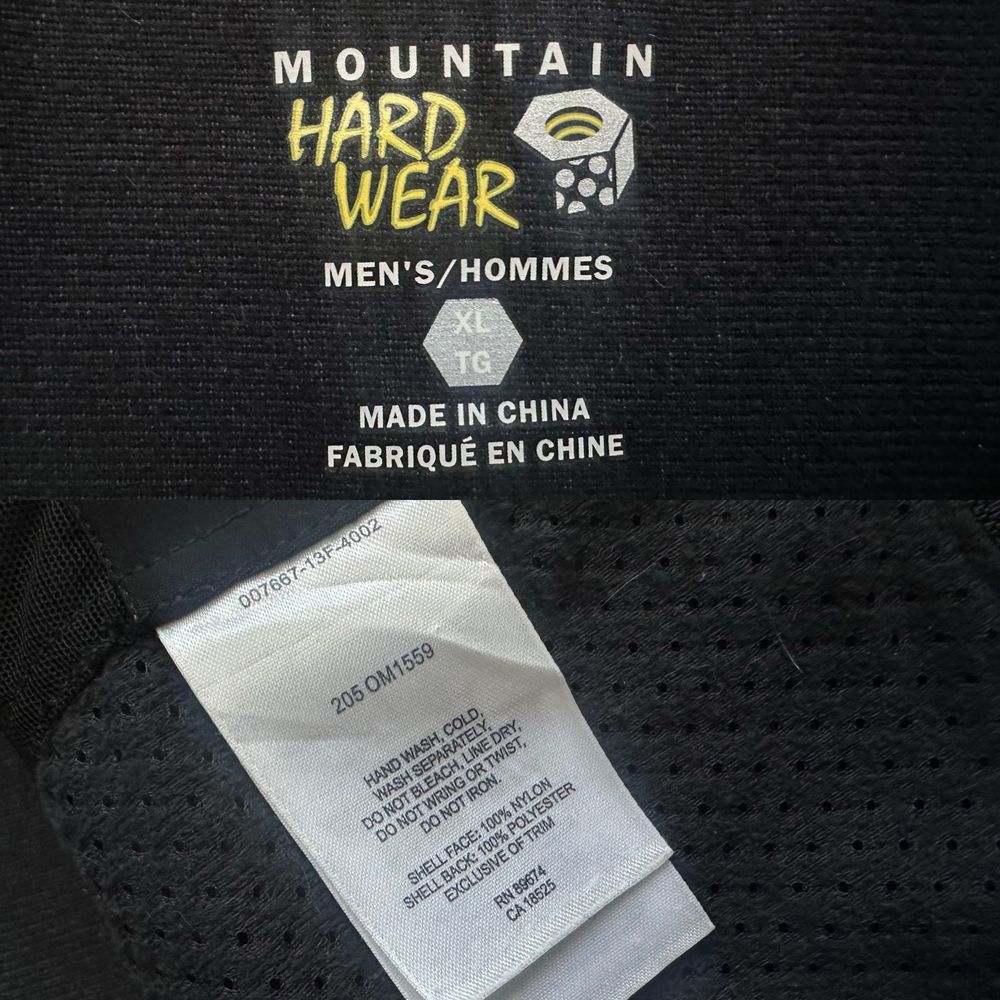 MOUNTAIN
HARD
WEAR
MEN'S/HOMMES
XL
TG
MADE IN CHINA
FABRIQUÉ EN CHINE
007667-13F-4002
205 OM1559
HAND WASH, COLD,
WASH SEPARATELY,
DO NOT BLEACH, LINE DRY,
DO NOT WRING OR TWIST,
DO NOT IRON.
SHELL FACE: 100% NYLON
SHELL BACK: 100% POLYESTER
EXCLUSIVE OF TRIM
RN 89674
CA 18525